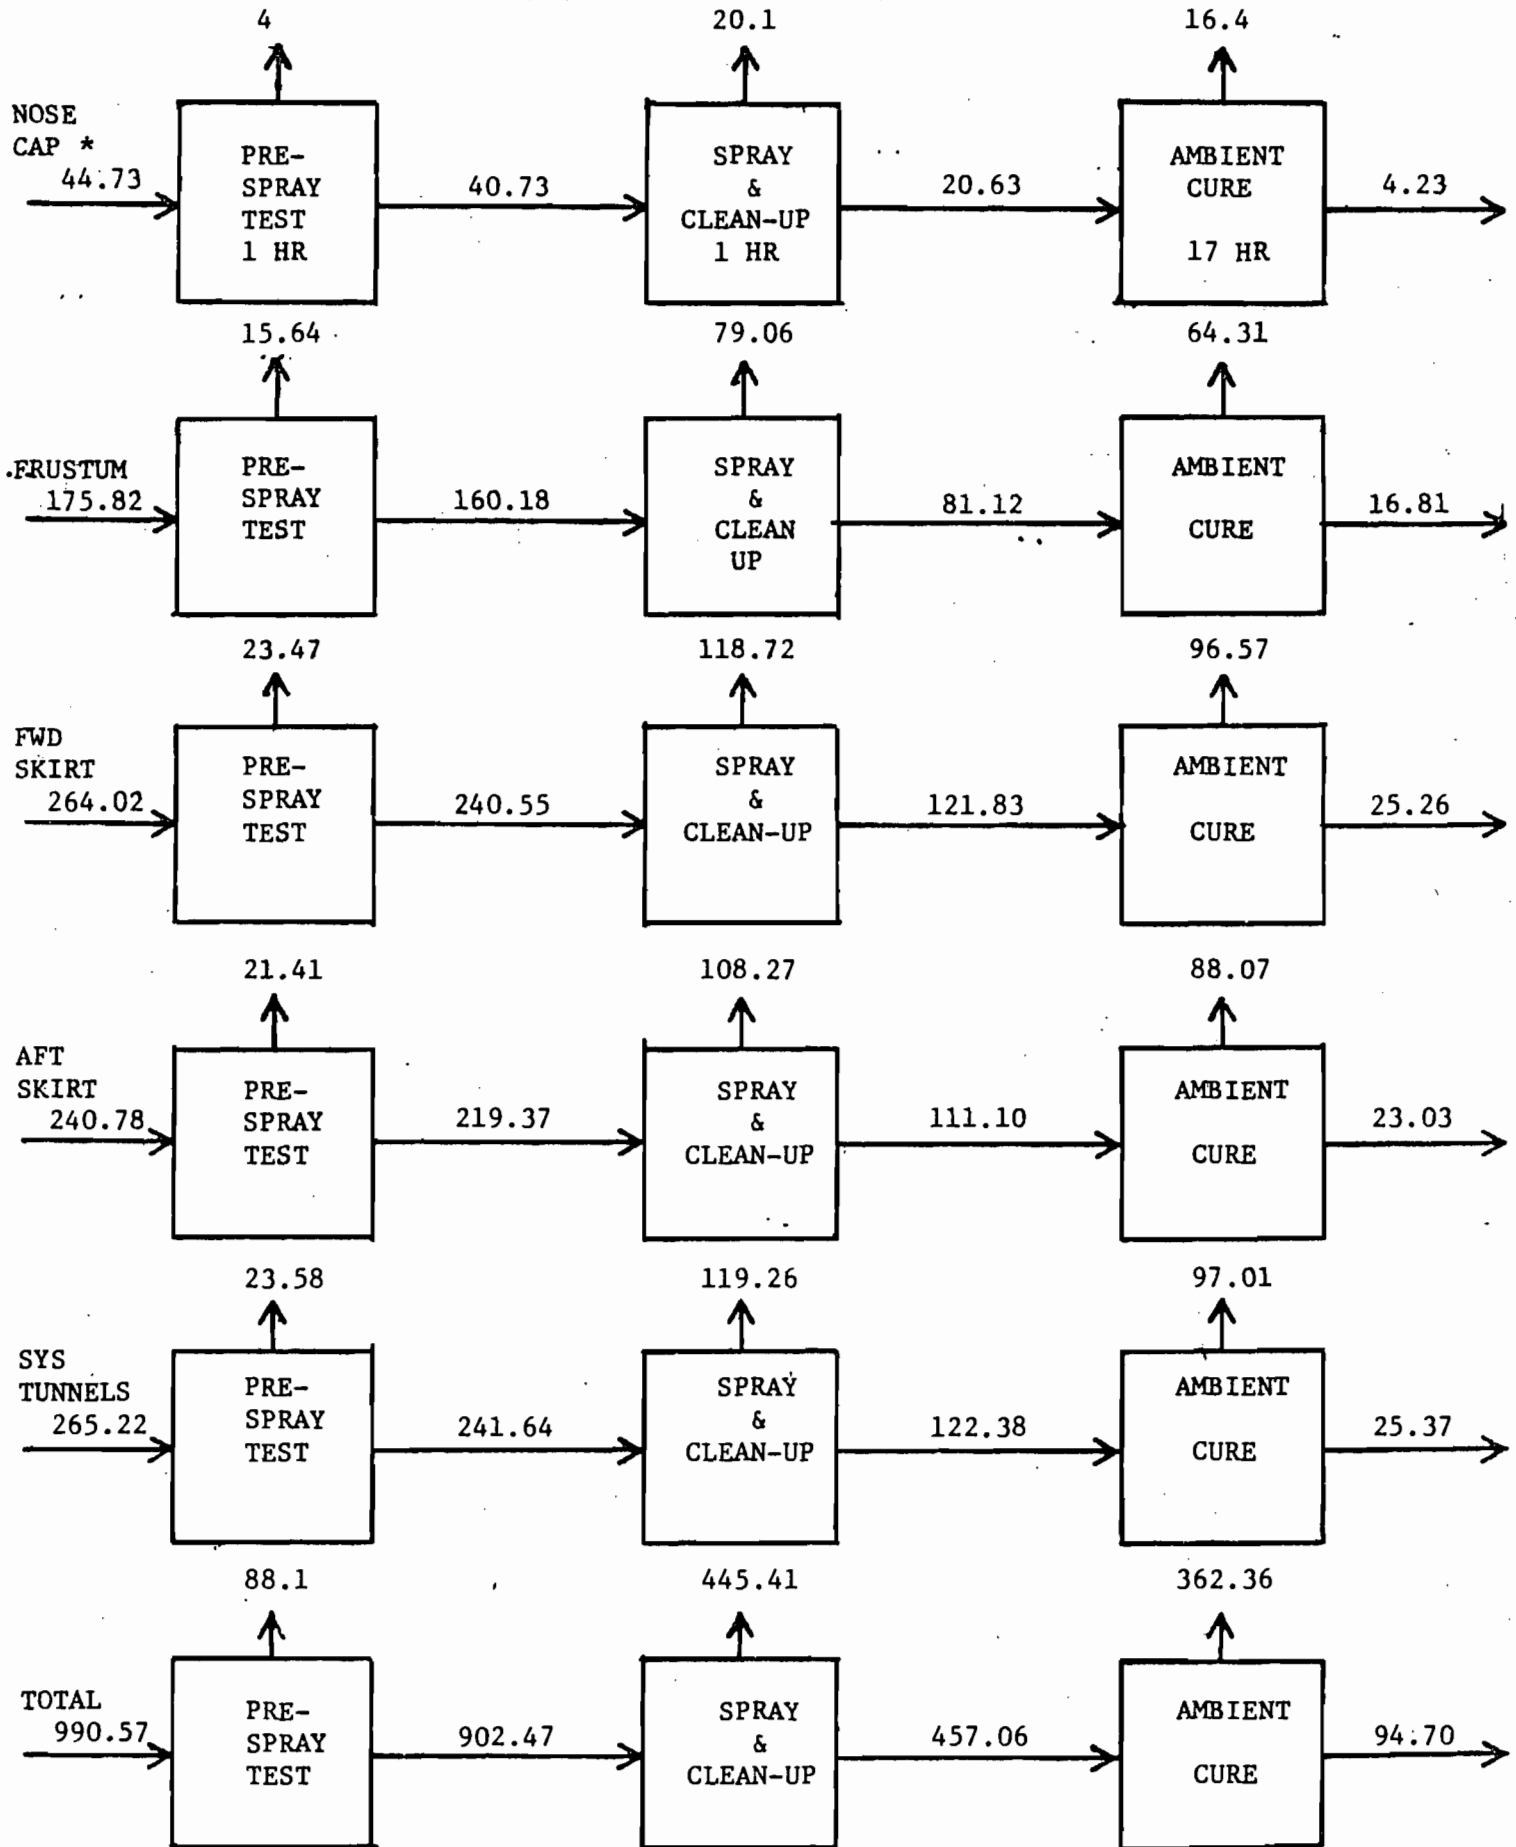 4 20.1 16.4
NOSE
CAP *
44.73
PRE-
SPRAY
TEST
1 HR
40.73
SPRAY
&
CLEAN-UP
1 HR
20.63
AMBIENT
CURE
17 HR
4.23
15.64 79.06 64.31
FRUSTUM
175.82
PRE-
SPRAY
TEST
160.18
SPRAY
&
CLEAN
UP
81.12
AMBIENT
CURE
16.81
23.47 118.72 96.57
FWD
SKIRT
264.02
PRE-
SPRAY
TEST
240.55
SPRAY
&
CLEAN-UP
121.83
AMBIENT
CURE
25.26
21.41 108.27 88.07
AFT
SKIRT
240.78
PRE-
SPRAY
TEST
219.37
SPRAY
&
CLEAN-UP
111.10
AMBIENT
CURE
23.03
23.58 119.26 97.01
SYS
TUNNELS
265.22
PRE-
SPRAY
TEST
241.64
SPRAY
&
CLEAN-UP
122.38
AMBIENT
CURE
25.37
88.1 445.41 362.36
TOTAL
990.57
PRE-
SPRAY
TEST
902.47
SPRAY
&
CLEAN-UP
457.06
AMBIENT
CURE
94.70